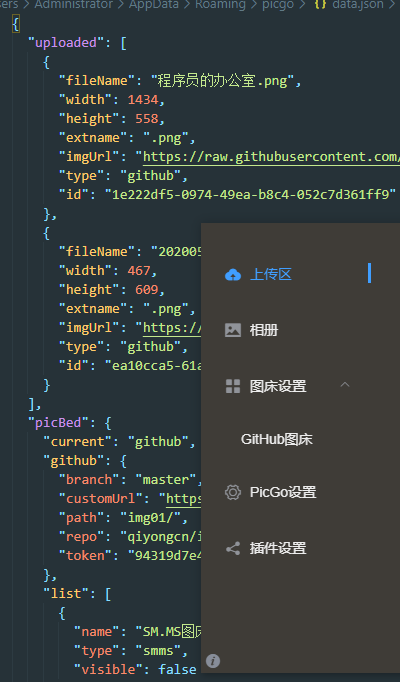 sers > Administrator > AppData > Roaming > picgo > {} data.json >
{
"uploaded": [
{
"fileName": "程序员的办公室.png",
"width": 1434,
"height": 558,
"extname": ".png",
"imgUrl": "https://raw.githubusercontent.com/
"type": "github",
"id": "1e222df5-0974-49ea-b8c4-052c7d361ff9"
},
{
"fileName": "202005
"width": 467,
"height": 609,
"extname": ".png",
"imgUrl": "https://
"type": "github",
"id": "ea10cca5-61a
}
],
"picBed": {
"current": "github",
"github": {
"branch": "master",
"customUrl": "https
"path": "img01/",
"repo": "qiyongcn/i
"token": "94319d7e4
},
"list": [
{
"name": "SM.MS图床
"type": "smms",
"visible": false
上传区
相册
图床设置
GitHub图床
PicGo设置
插件设置